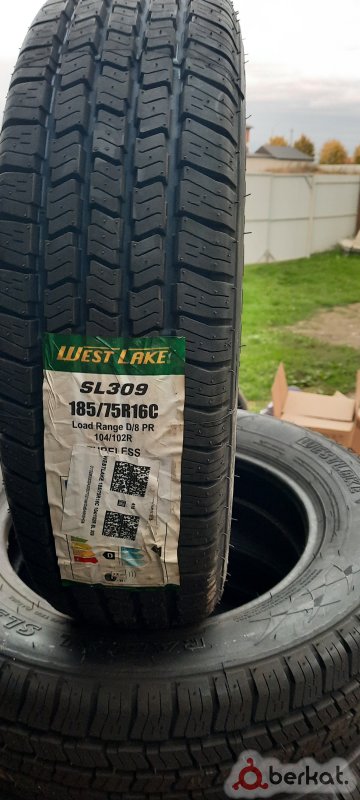 WEST LAKE
SL309
185/75R16C
Load Range D/8 PR
104/102R
TUBELESS
WESTLAKE
berkat.